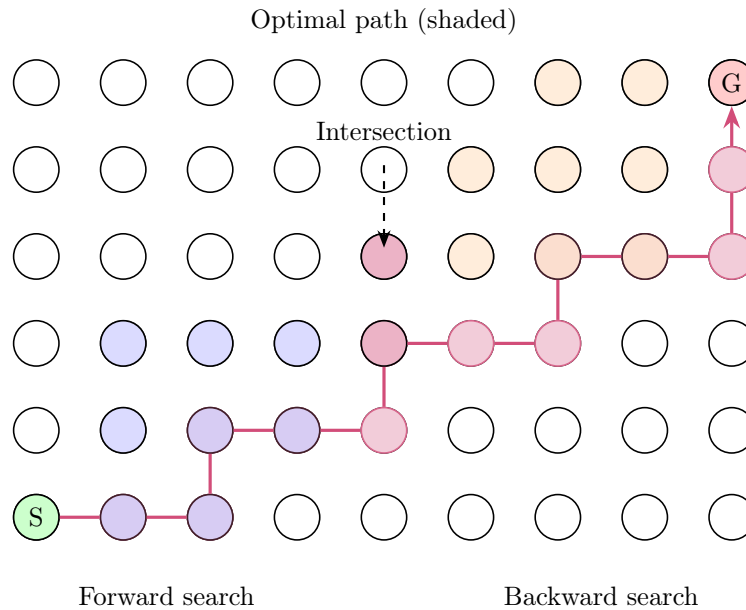 Optimal path (shaded)
G
Intersection
S
Forward search
Backward search